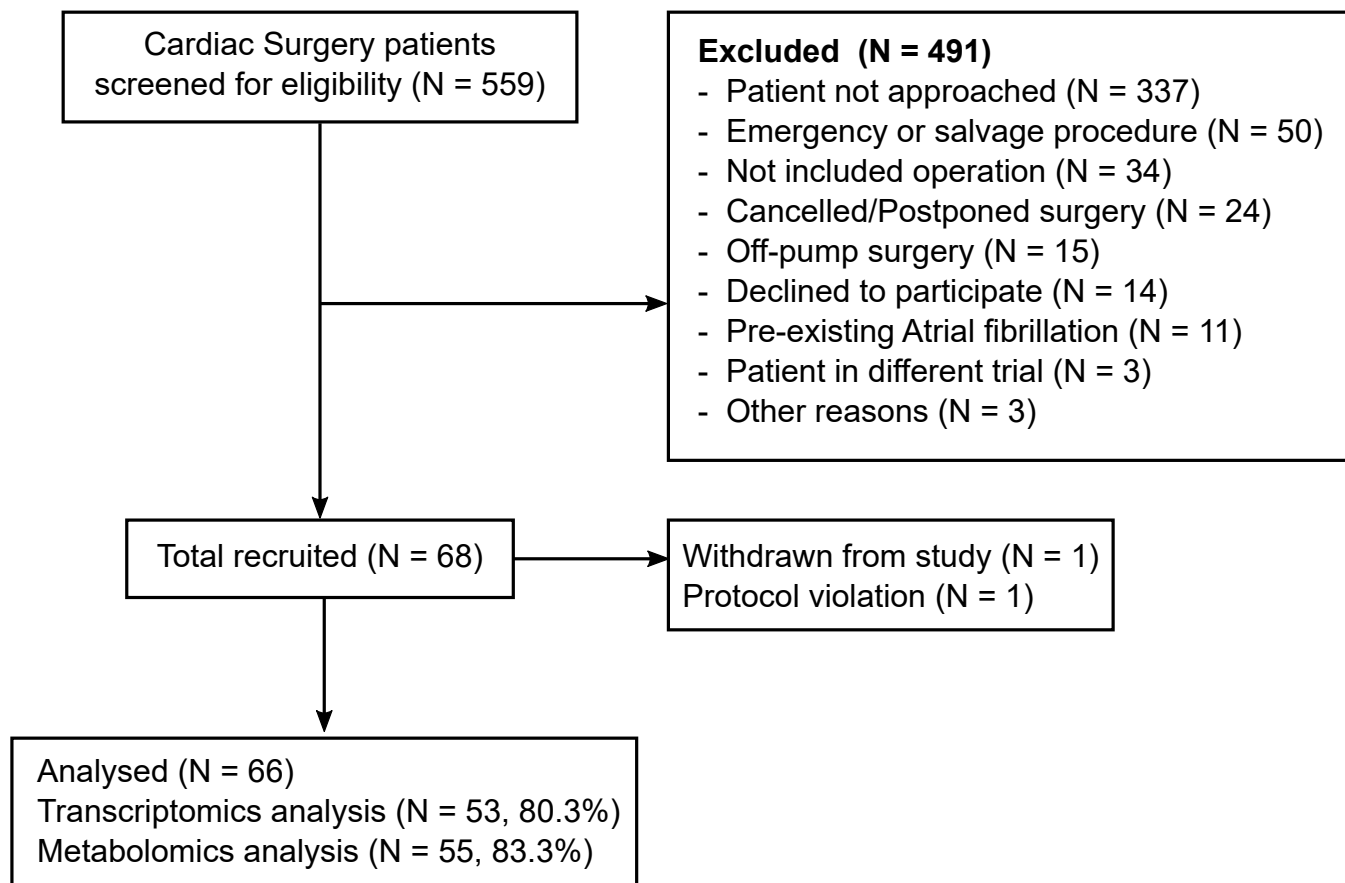 Cardiac Surgery patients
screened for eligibility (N = 559)
Excluded (N = 491)
- Patient not approached (N = 337)
- Emergency or salvage procedure (N = 50)
- Not included operation (N = 34)
- Cancelled/Postponed surgery (N = 24)
- Off-pump surgery (N = 15)
- Declined to participate (N = 14)
- Pre-existing Atrial fibrillation (N = 11)
- Patient in different trial (N = 3)
- Other reasons (N = 3)
Total recruited (N = 68)
Withdrawn from study (N = 1)
Protocol violation (N = 1)
Analysed (N = 66)
Transcriptomics analysis (N = 53, 80.3%)
Metabolomics analysis (N = 55, 83.3%)